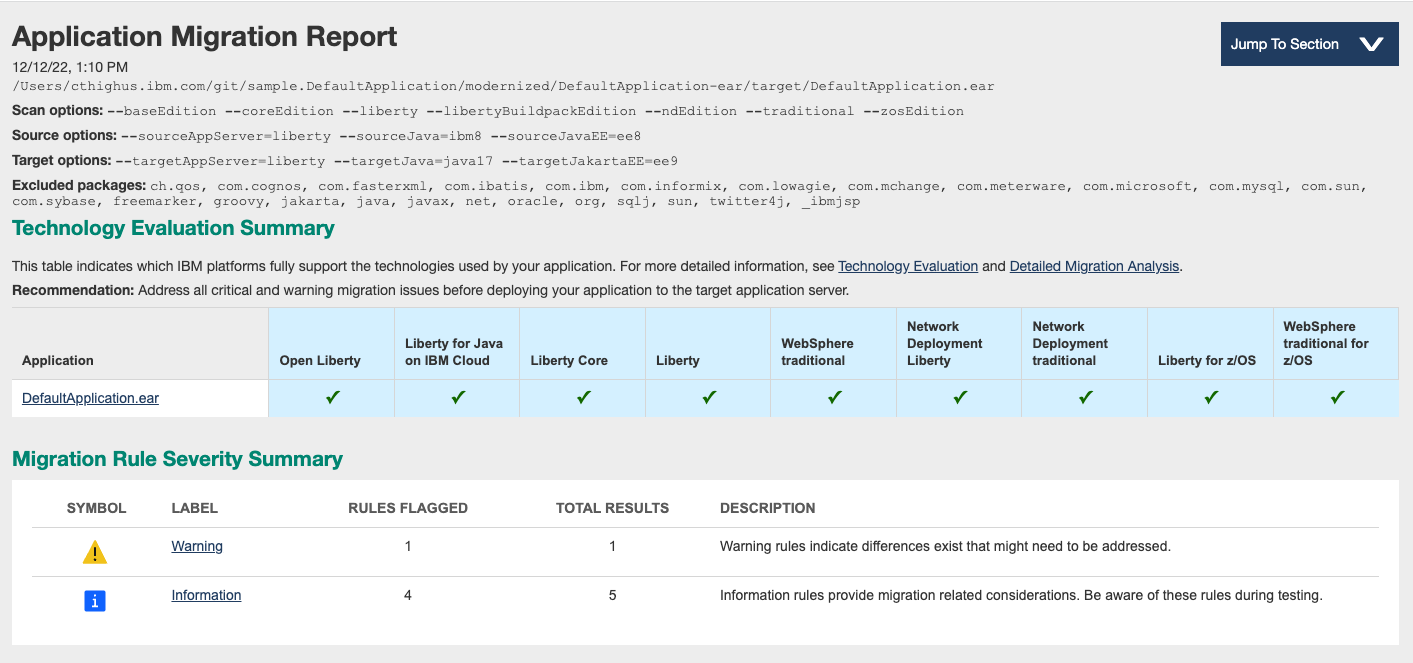 Application Migration Report
Jump To Section
12/12/22, 1:10 PM
/Users/cthighus.ibm.com/git/sample.DefaultApplication/modernized/DefaultApplication-ear/target/DefaultApplication.ear
Scan options: --baseEdition --coreEdition --liberty --libertyBuildpackEdition --ndEdition --traditional --zosEdition
Source options: --sourceAppServer=liberty --sourceJava=ibm8 --sourceJavaEE=ee8
Target options: --targetAppServer=liberty --targetJava=java17 --targetJakartaEE=ee9
Excluded packages: ch.qos, com.cognos, com.fasterxml, com.ibatis, com.ibm, com.informix, com.lowagie, com.mchange, com.meterware, com.microsoft, com.mysql, com.sun,
com.sybase, freemarker, groovy, jakarta, java, javax, net, oracle, org, sqlj, sun, twitter4j, _ibmjsp
Technology Evaluation Summary
This table indicates which IBM platforms fully support the technologies used by your application. For more detailed information, see Technology Evaluation and Detailed Migration Analysis.
Recommendation: Address all critical and warning migration issues before deploying your application to the target application server.
Application
Open Liberty
Liberty for Java
on IBM Cloud
Liberty Core
Liberty
WebSphere
traditional
Network
Deployment
Liberty
Network
Deployment
traditional
Liberty for z/OS
WebSphere
traditional for
z/OS
DefaultApplication.ear ✓ ✓ ✓ ✓ ✓ ✓ ✓ ✓ ✓
Migration Rule Severity Summary
SYMBOL LABEL RULES FLAGGED TOTAL RESULTS DESCRIPTION
Warning 1 1 Warning rules indicate differences exist that might need to be addressed.
Information 4 5 Information rules provide migration related considerations. Be aware of these rules during testing.